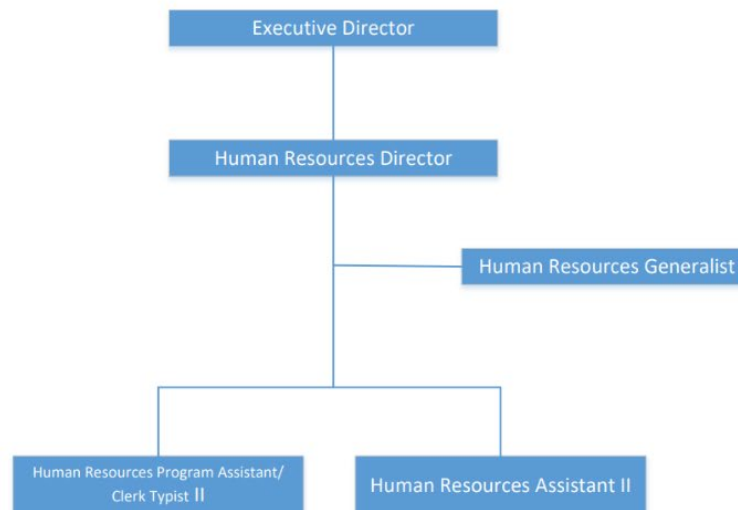 Executive Director
Human Resources Director
Human Resources Generalist
Human Resources Program Assistant/
Clerk Typist II
Human Resources Assistant II